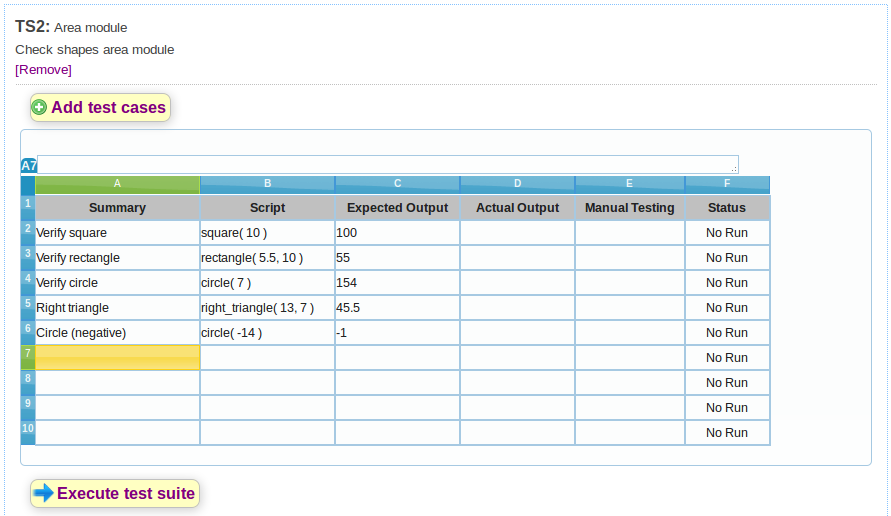 TS2: Area module
Check shapes area module
[Remove]
Add test cases
A7
A B C D E F
1 Summary Script Expected Output Actual Output Manual Testing Status
2 Verify square square( 10 ) 100 No Run
3 Verify rectangle rectangle( 5.5, 10 ) 55 No Run
4 Verify circle circle( 7 ) 154 No Run
5 Right triangle right_triangle( 13, 7 ) 45.5 No Run
6 Circle (negative) circle( -14 ) -1 No Run
7 No Run
8 No Run
9 No Run
10 No Run
Execute test suite